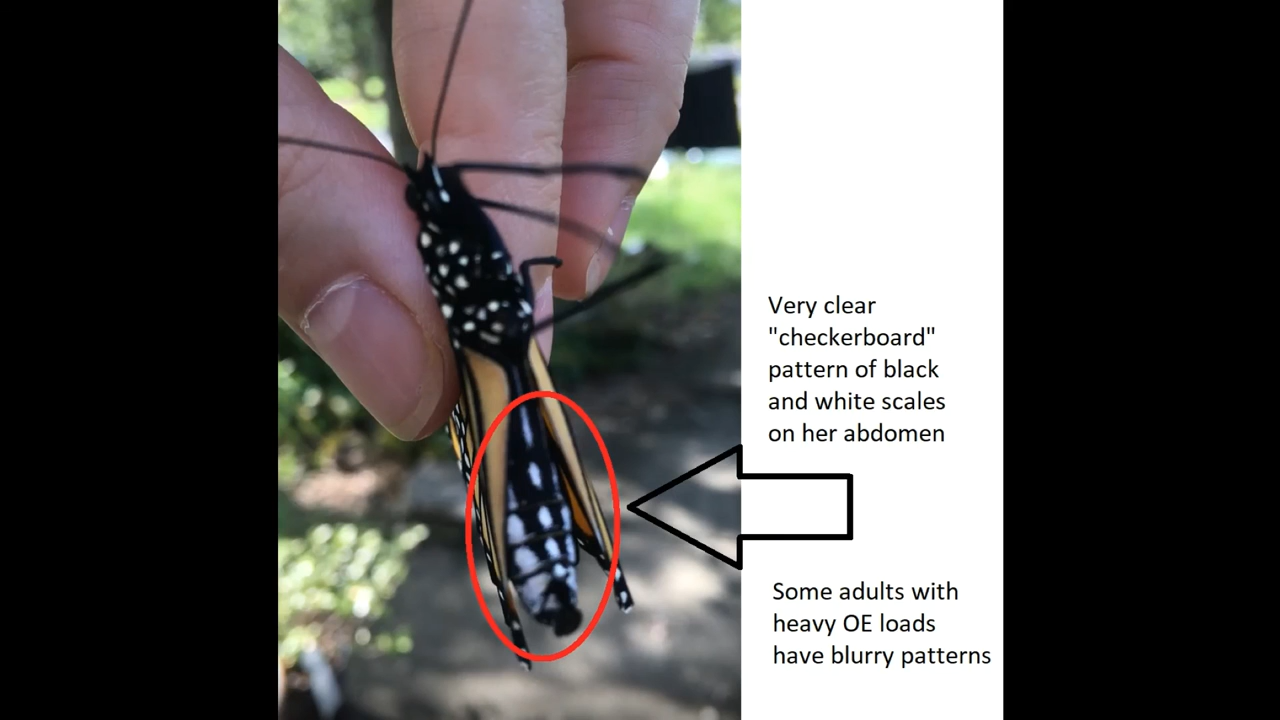 Very clear
"checkerboard"
pattern of black
and white scales
on her abdomen
Some adults with
heavy OE loads
have blurry patterns